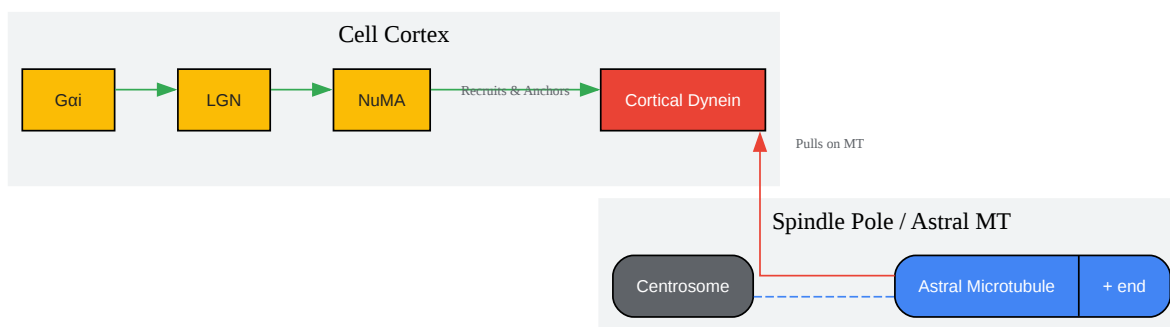 Cell Cortex
Gαi
LGN
NuMA
Recruits & Anchors
Cortical Dynein
Pulls on MT
Spindle Pole / Astral MT
Centrosome
Astral Microtubule
+ end